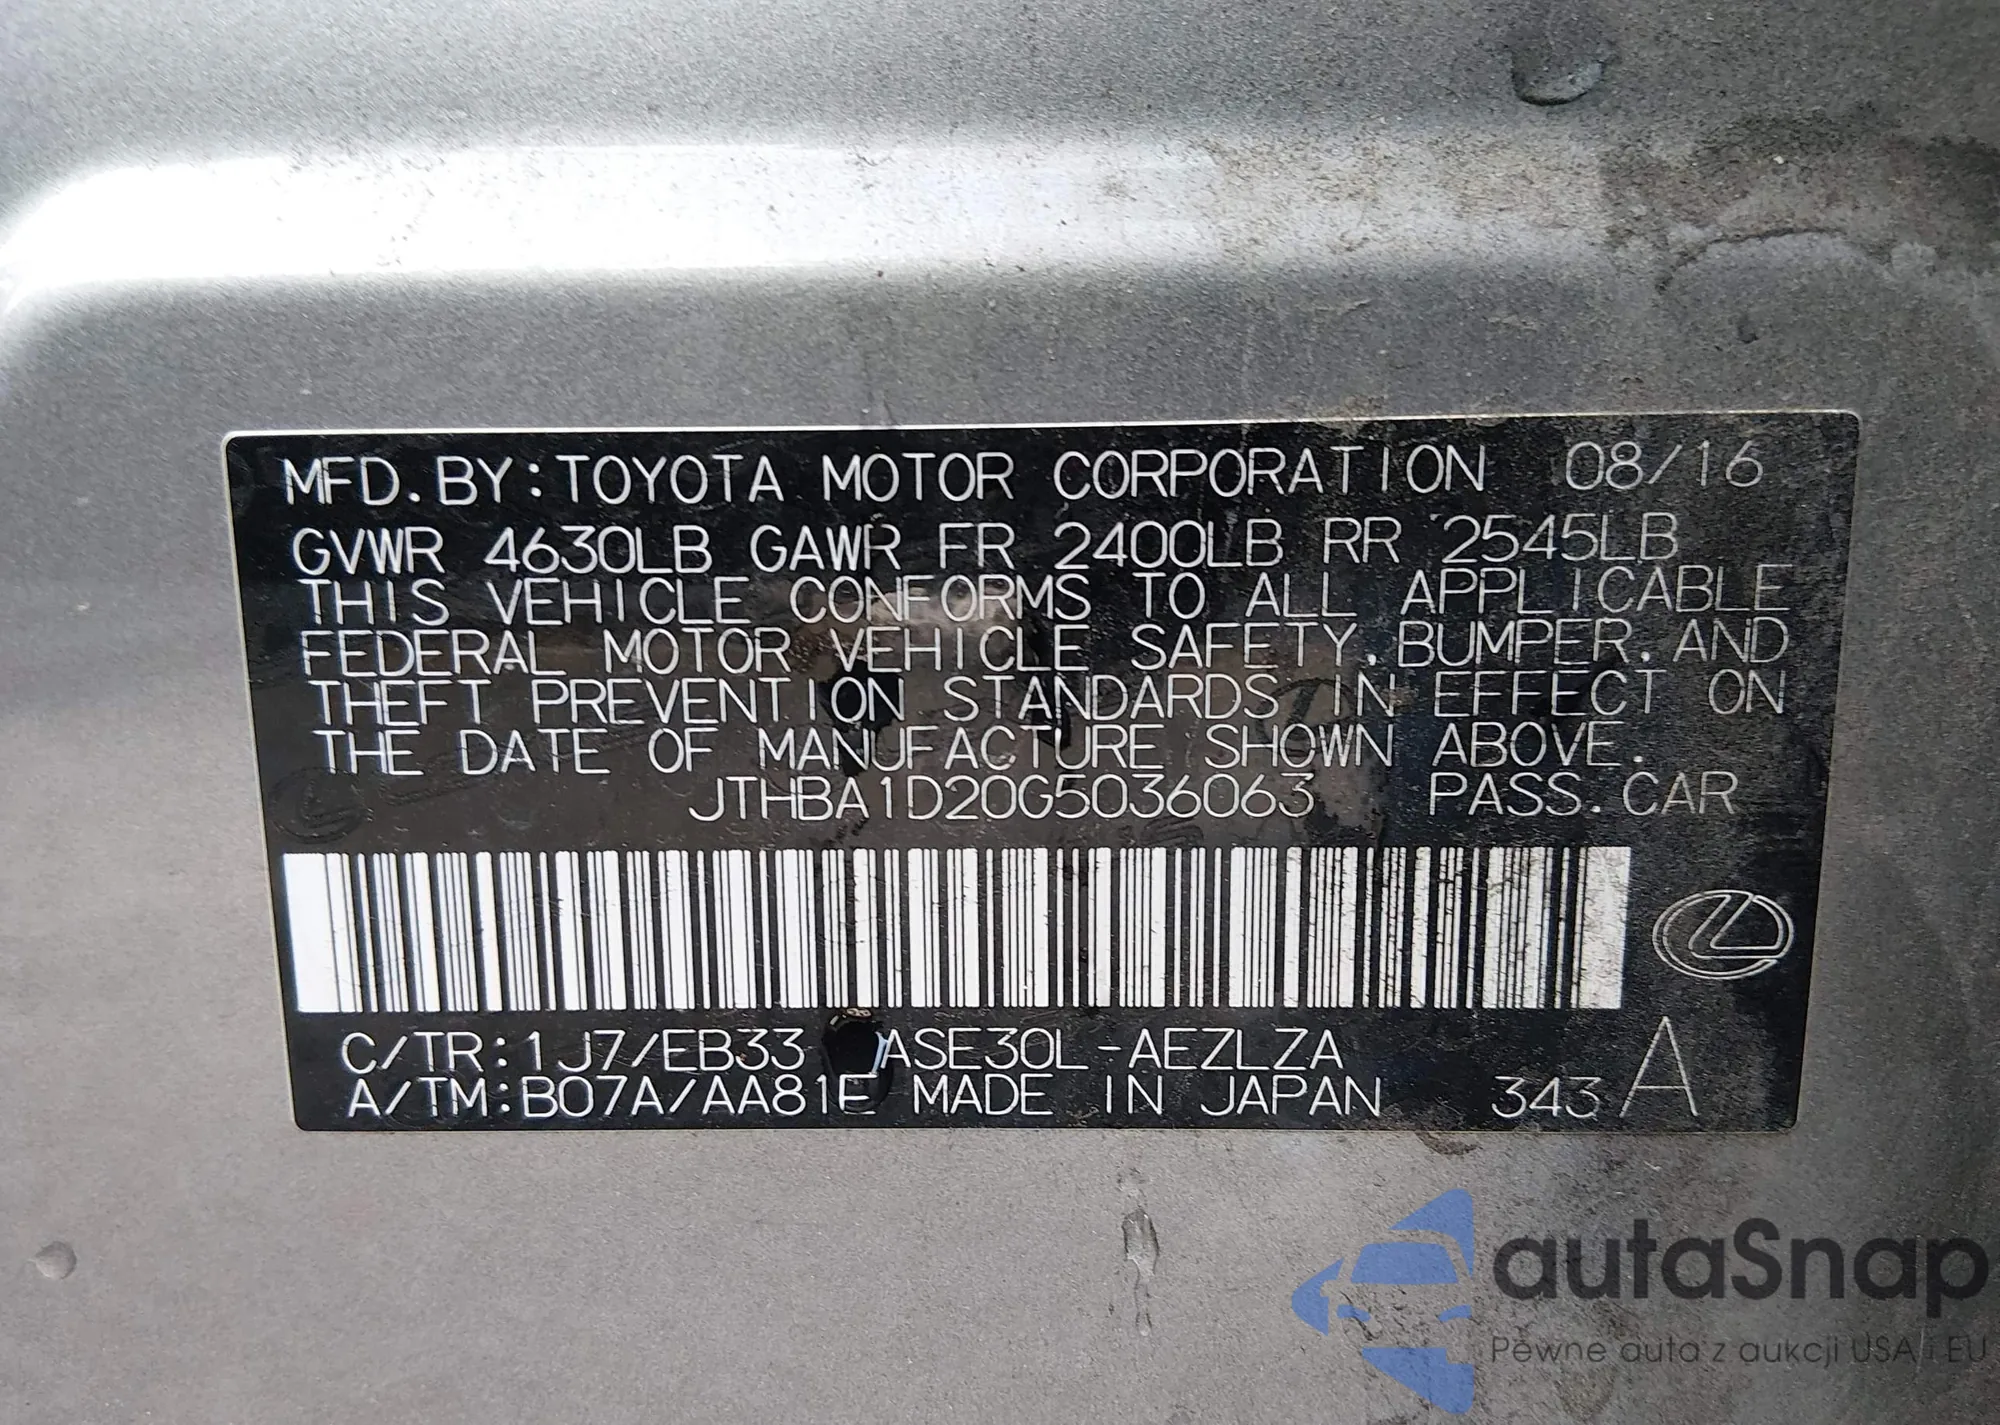 MFD. BY: TOYOTA MOTOR CORPORATION 08/16
GVWR 4630LB GAWR FR 2400LB RR 2545LB
THIS VEHICLE CONFORMS TO ALL APPLICABLE
FEDERAL MOTOR VEHICLE SAFETY, BUMPER, AND
THEFT PREVENTION STANDARDS IN EFFECT ON
THE DATE OF MANUFACTURE SHOWN ABOVE.
JTHBA1D20G5036063 PASS. CAR
C/TR: 1J7/EB33 ASE30L-AEZLZA
A/TM: B07A/AA81E MADE IN JAPAN 343 A
autaSnap
Pewne auta z aukcji USA i EU